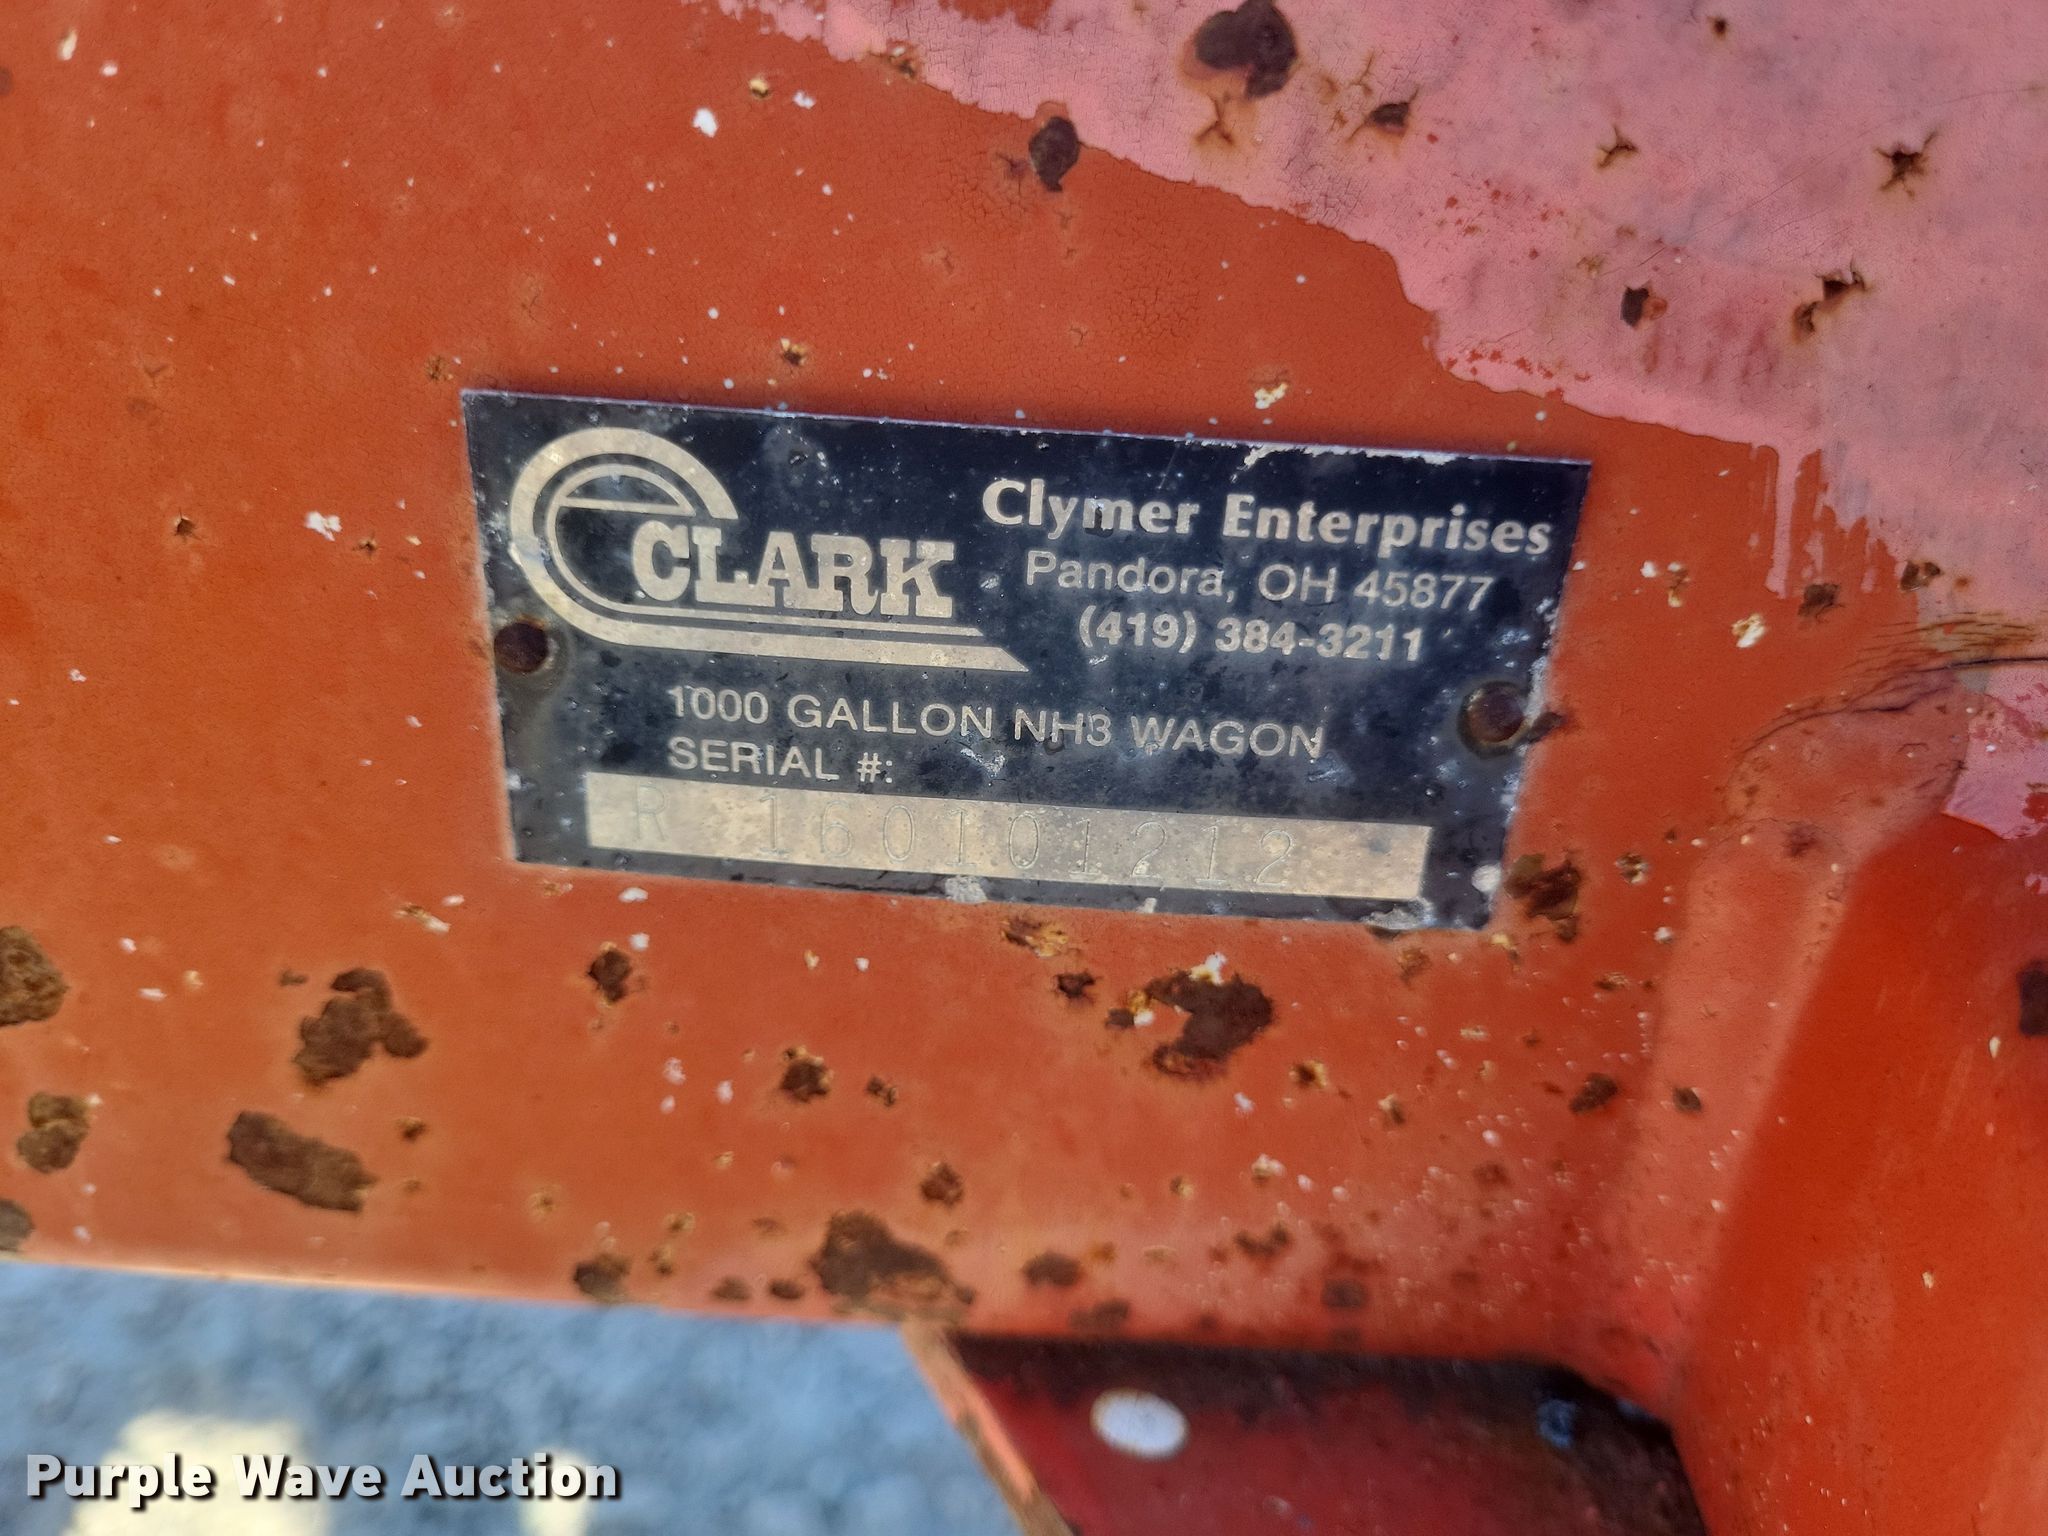 CLARK
Clymer Enterprises
Pandora, OH 45877
(419) 384-3211
1000 GALLON NH3 WAGON
SERIAL #:
R 160101212
Purple Wave Auction